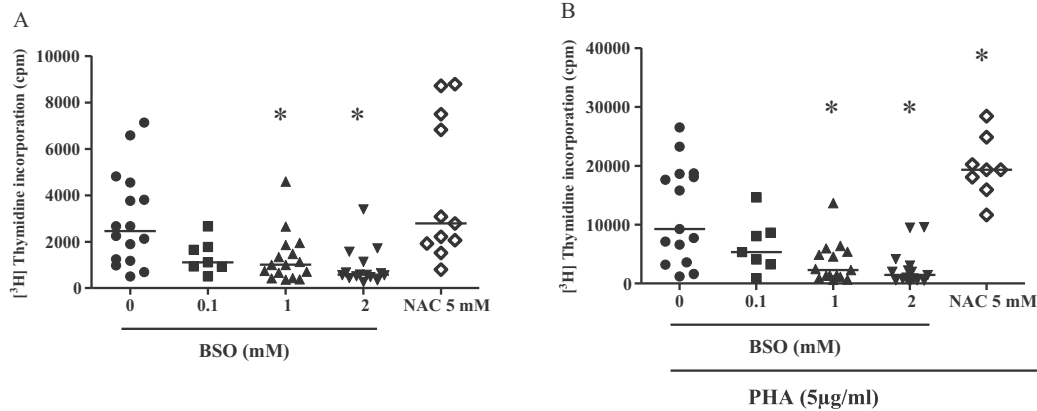 A
[³H] Thymidine incorporation (cpm)
10000
8000
6000
4000
2000
0
* *
0 0.1 1 2 NAC 5 mM
BSO (mM)
B
[³H] Thymidine incorporation (cpm)
40000
30000
20000
10000
0
* * *
0 0.1 1 2 NAC 5 mM
BSO (mM)
PHA (5µg/ml)